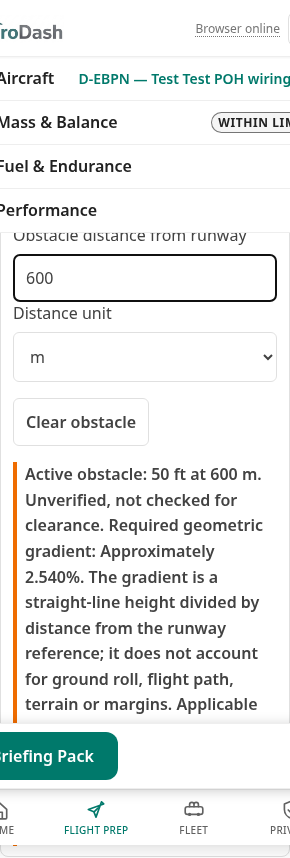 roDash
Browser online
Aircraft D-EBPN — Test Test POH wiring
Mass & Balance WITHIN LIM
Fuel & Endurance
Performance
Obstacle distance from runway
600
Distance unit
m
Clear obstacle
Active obstacle: 50 ft at 600 m.
Unverified, not checked for
clearance. Required geometric
gradient: Approximately
2.540%. The gradient is a
straight-line height divided by
distance from the runway
reference; it does not account
for ground roll, flight path,
terrain or margins. Applicable
Briefing Pack
ME FLIGHT PREP FLEET PRIV